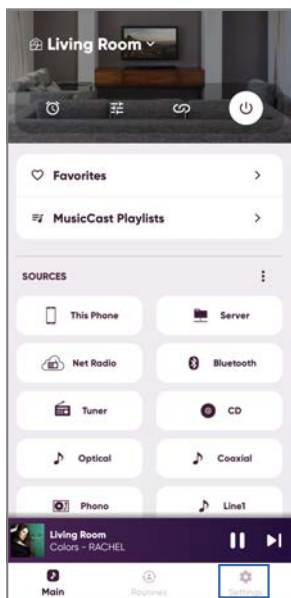 Living Room
Favorites
MusicCast Playlists
SOURCES
This Phone
Server
Net Radio
Bluetooth
Tuner
CD
Optical
Coaxial
Phono
Line1
Living Room
Colors - RACHEL
Main
Routines
Settings